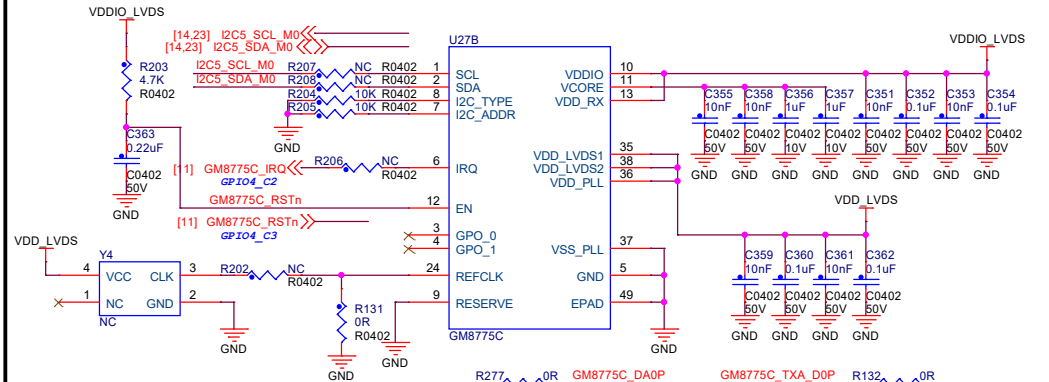 VDDIO_LVDS
[14,23] I2C5_SCL_M0
[14,23] I2C5_SDA_M0
R203
4.7K
R0402
C363
0.22uF
C0402
50V
GND
I2C5_SCL_M0 R207 NC R0402 1 SCL
I2C5_SDA_M0 R208 NC R0402 2 SDA
R204 10K R0402 8 I2C_TYPE
R205 10K R0402 7 I2C_ADDR
GND
[11] GM8775C_IRQ R206 NC R0402 6 IRQ
GPIO4_C2
GM8775C_RSTn 12 EN
[11] GM8775C_RSTn
GPIO4_C3
3 GPO_0
4 GPO_1
24 REFCLK
9 RESERVE
GND
VDD_LVDS
Y4
4 VCC CLK 3
1 NC GND 2
NC
GND
R202 NC
R0402
R131
0R
R0402
GND
U27B
GM8775C
VDDIO 10
VCORE 11
VDD_RX 13
VDD_LVDS1 35
VDD_LVDS2 38
VDD_PLL 36
VSS_PLL 37
GND 5
EPAD 49
GND
VDDIO_LVDS
C355 C358 C356 C357 C351 C352 C353 C354
10nF 10nF 1uF 1uF 10nF 0.1uF 10nF 0.1uF
C0402 C0402 C0402 C0402 C0402 C0402 C0402 C0402
50V 50V 10V 10V 50V 50V 50V 50V
GND GND GND GND GND GND GND GND
VDD_LVDS
C359 C360 C361 C362
10nF 0.1uF 10nF 0.1uF
C0402 C0402 C0402 C0402
50V 50V 50V 50V
GND GND GND GND
R277 0R GM8775C_DA0P GM8775C_TXA_D0P R132 0R